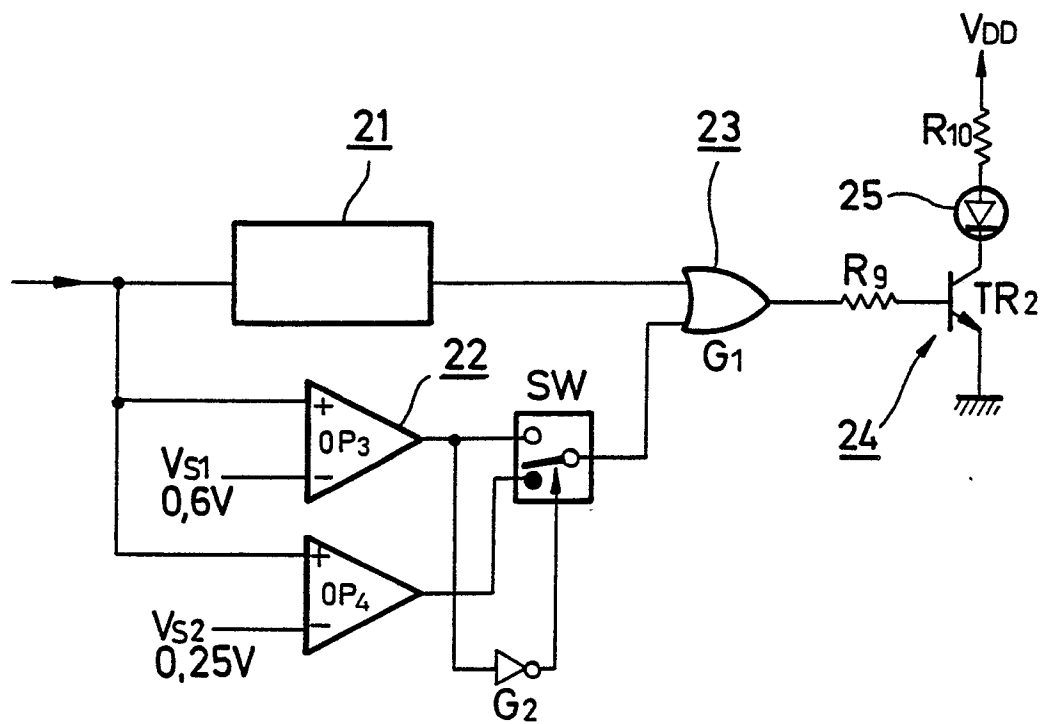 VDD
21
23
R10
25
R9
TR2
G1
22
SW
+
OP3
−
24
VS1
0,6V
+
OP4
−
VS2
0,25V
G2